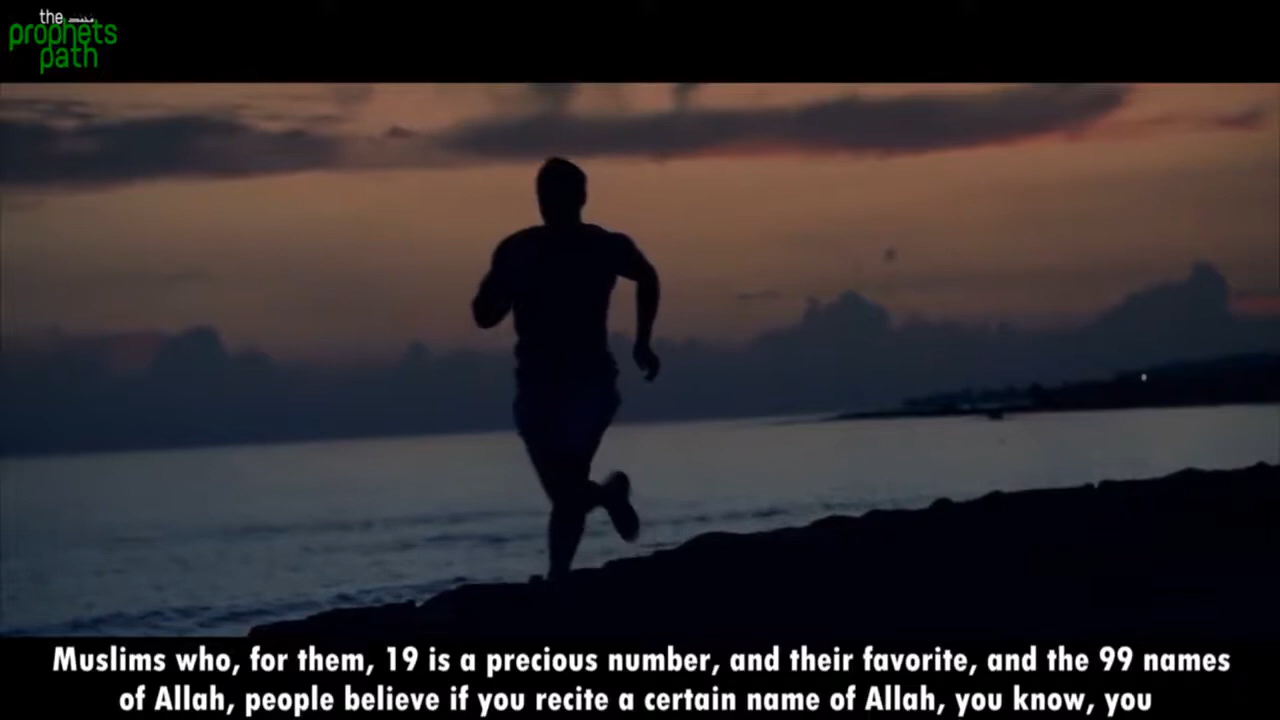 the
prophets
path
Muslims who, for them, 19 is a precious number, and their favorite, and the 99 names
of Allah, people believe if you recite a certain name of Allah, you know, you